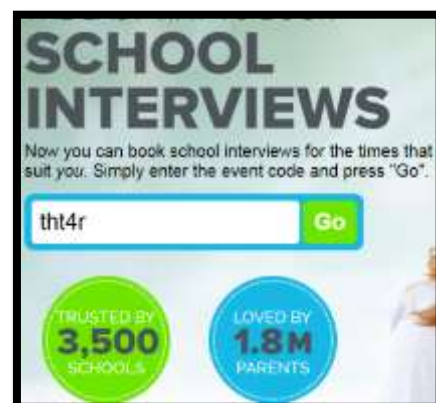 SCHOOL
INTERVIEWS
Now you can book school interviews for the times that
suit you. Simply enter the event code and press "Go".
tht4r Go
TRUSTED BY LOVED BY
3,500 1.8M
SCHOOLS PARENTS